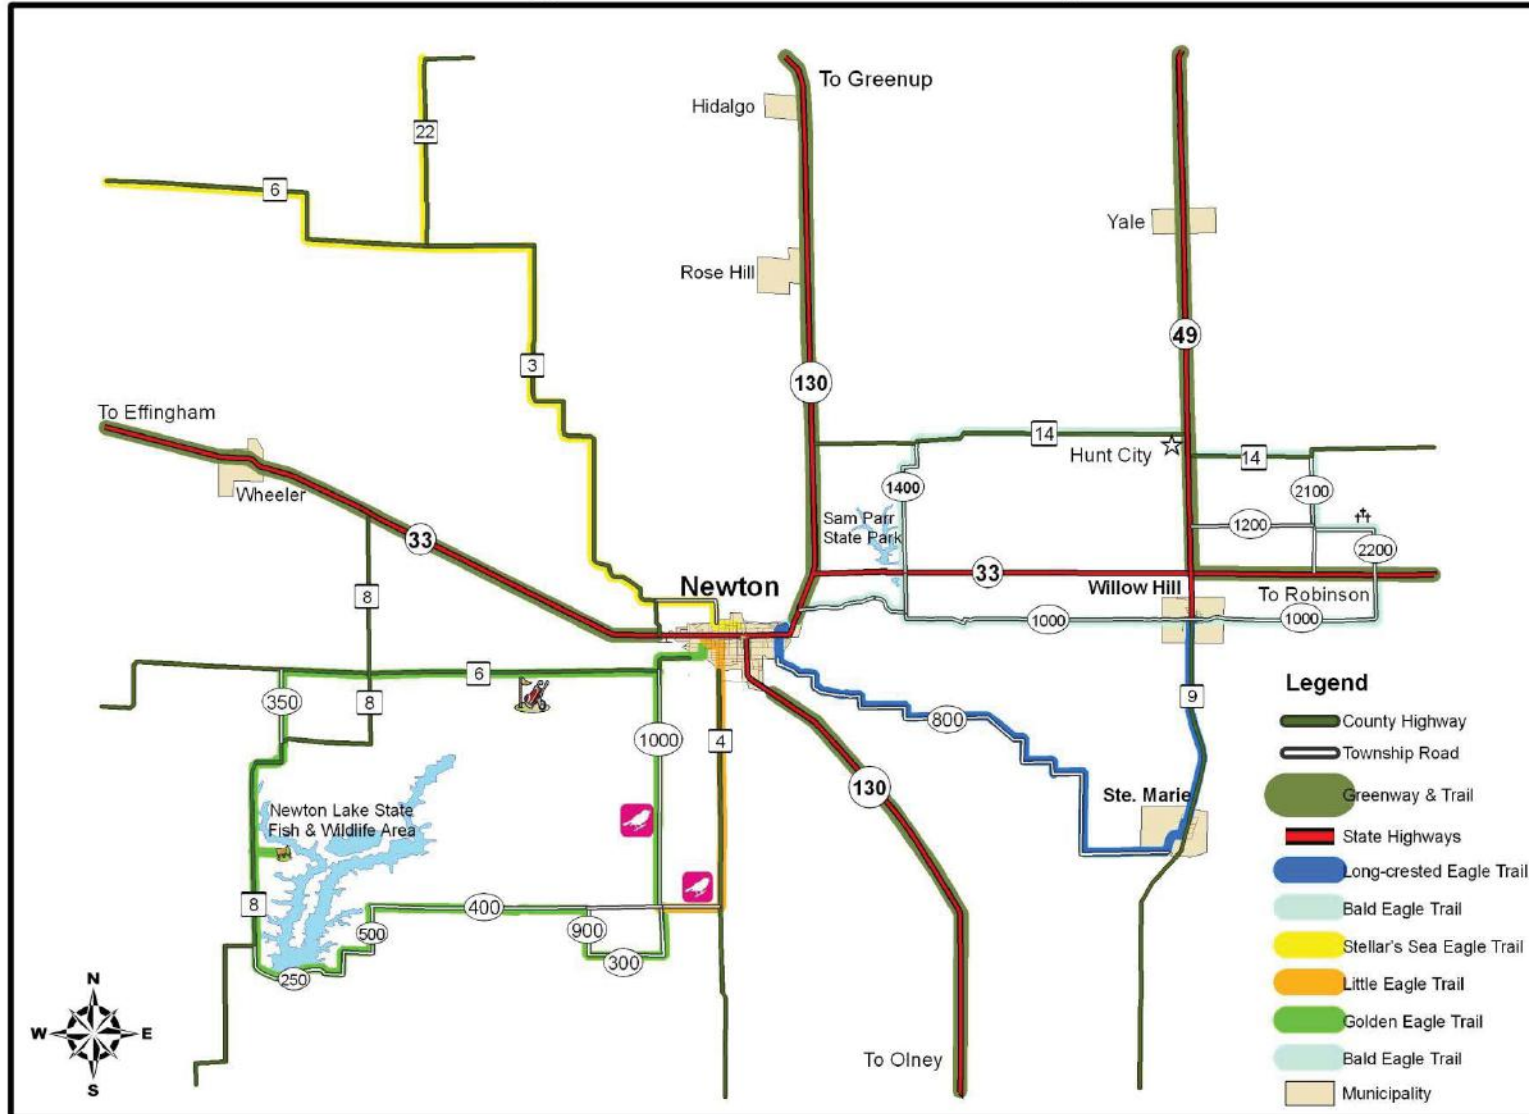 To Greenup
Hidalgo
22
6
Yale
Rose Hill
49
3
130
To Effingham
14
Hunt City
14
Wheeler
1400
2100
Sam Parr
State Park
1200
33
2200
33
Newton
Willow Hill
To Robinson
8
1000
1000
6
350
8
9
Legend
800
County Highway
1000
4
Township Road
130
Ste. Marie
Greenway & Trail
Newton Lake State
Fish & Wildlife Area
State Highways
Long-crested Eagle Trail
8
400
Bald Eagle Trail
500
900
Stellar's Sea Eagle Trail
300
250
N
Little Eagle Trail
W
E
Golden Eagle Trail
S
To Olney
Bald Eagle Trail
Municipality